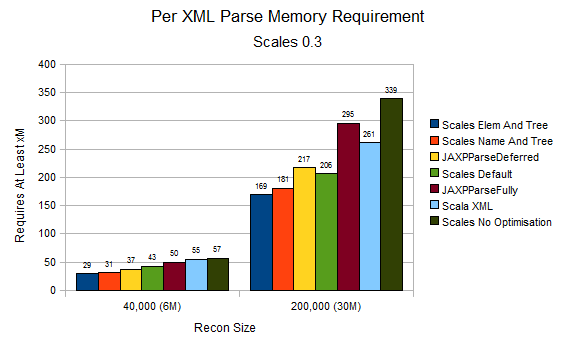 Per XML Parse Memory Requirement
Scales 0.3
Requires At Least xM
400
350
300
250
200
150
100
50
0
29 31 37 43 50 55 57
169 181 217 206 295 261 339
40,000 (6M) 200,000 (30M)
Recon Size
Scales Elem And Tree
Scales Name And Tree
JAXPParseDeferred
Scales Default
JAXPParseFully
Scala XML
Scales No Optimisation